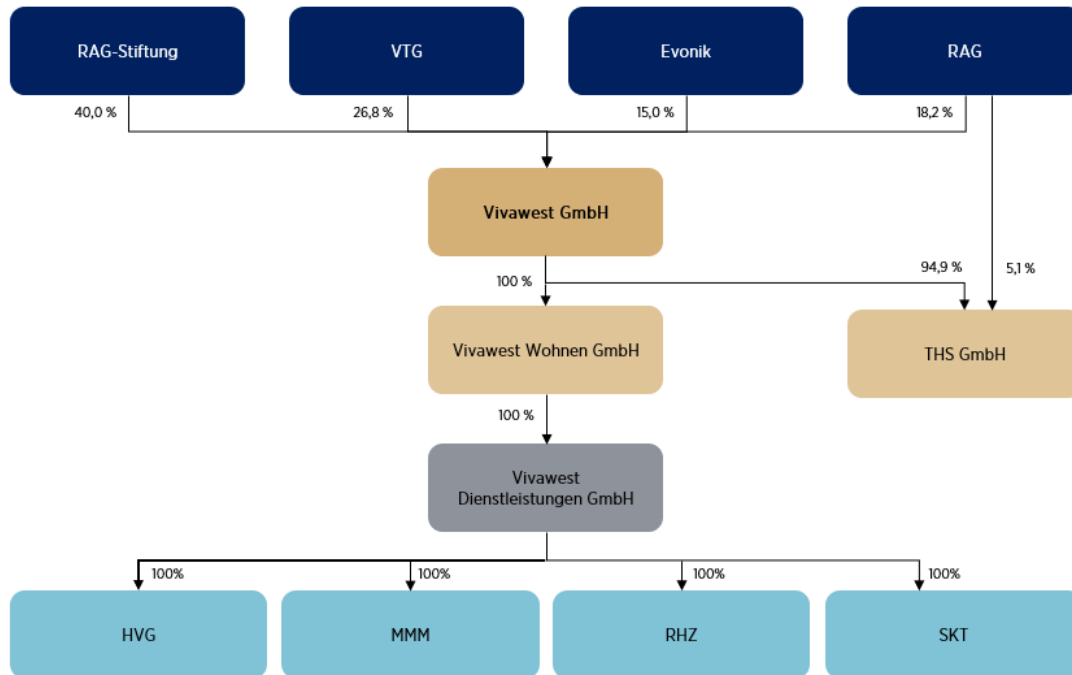 RAG-Stiftung
VTG
Evonik
RAG
40,0 %
26,8 %
15,0 %
18,2 %
Vivawest GmbH
100 %
94,9 %
5,1 %
Vivawest Wohnen GmbH
THS GmbH
100 %
Vivawest
Dienstleistungen GmbH
100%
100%
100%
100%
HVG
MMM
RHZ
SKT